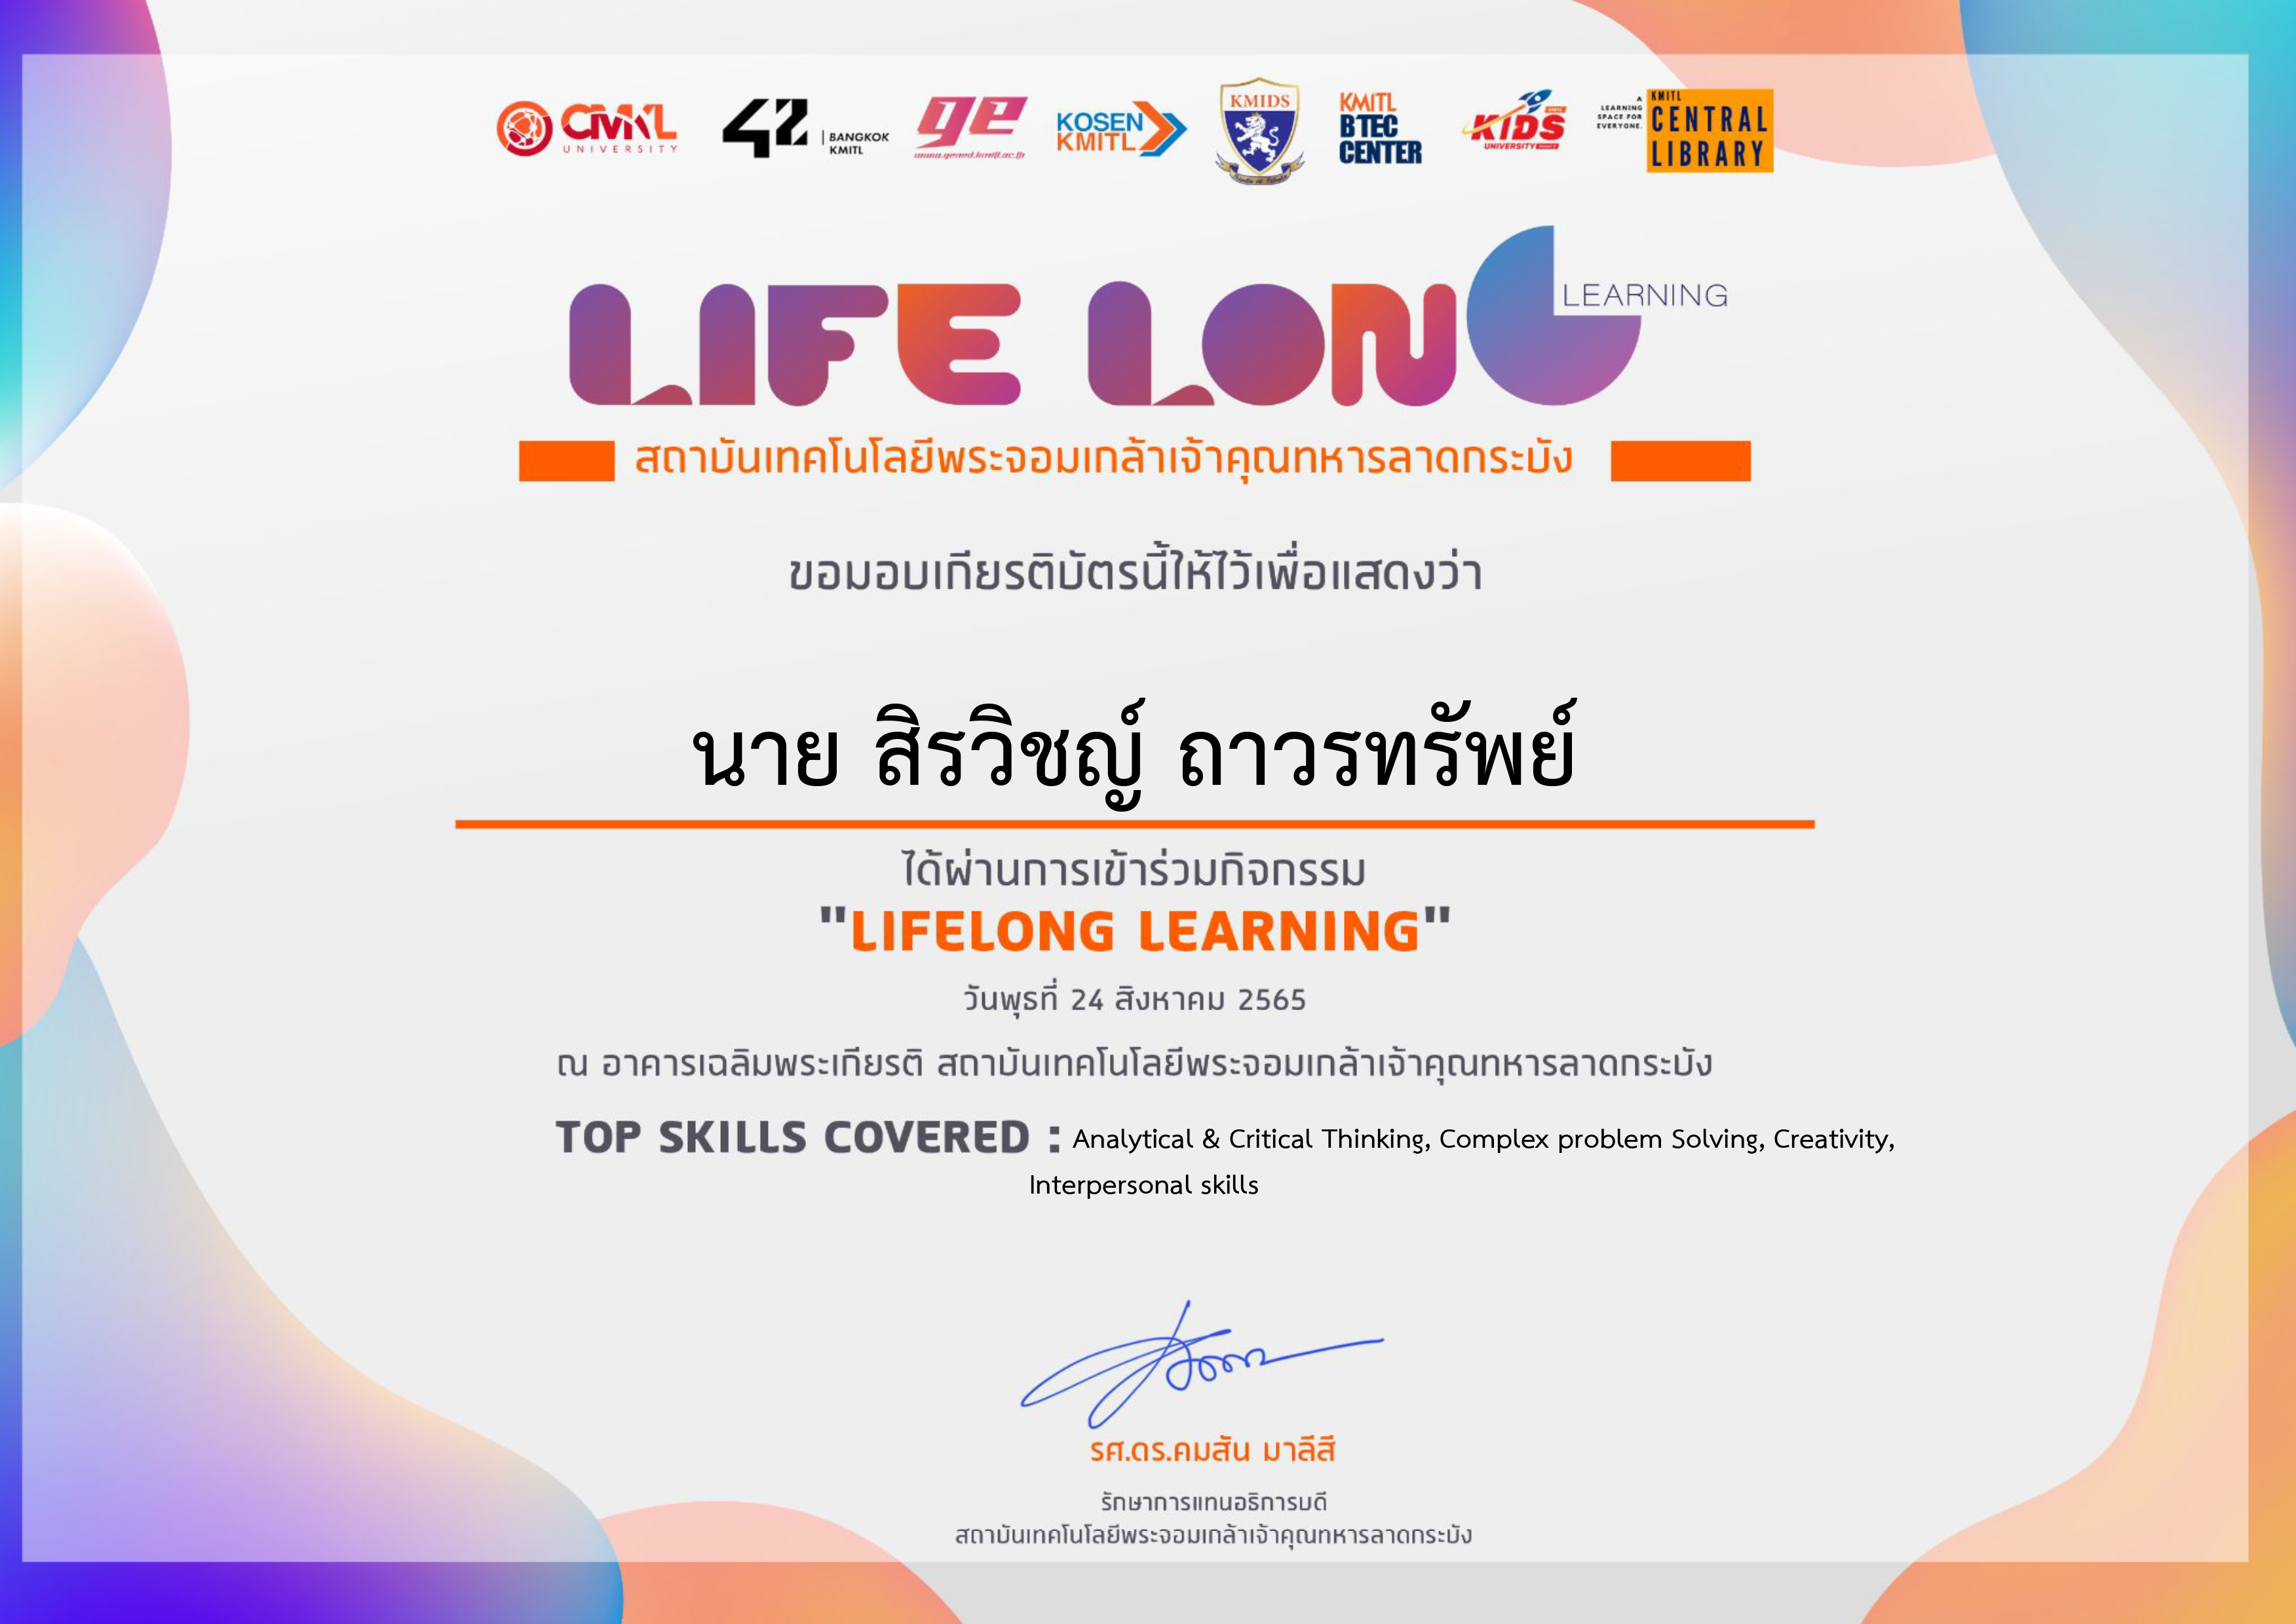 CMKL UNIVERSITY
42 BANGKOK KMITL
ge www.gened.kmitl.ac.th
KOSEN KMITL
KMIDS
KMITL BTEC CENTER
KIDS UNIVERSITY
A LEARNING SPACE FOR EVERYONE.
KMITL CENTRAL LIBRARY
LIFE LONG LEARNING
สถาบันเทคโนโลยีพระจอมเกล้าเจ้าคุณทหารลาดกระบัง
ขอมอบเกียรติบัตรนี้ให้ไว้เพื่อแสดงว่า
นาย สิรวิชญ์ ถาวรทรัพย์
ได้ผ่านการเข้าร่วมกิจกรรม
"LIFELONG LEARNING"
วันพุธที่ 24 สิงหาคม 2565
ณ อาคารเฉลิมพระเกียรติ สถาบันเทคโนโลยีพระจอมเกล้าเจ้าคุณทหารลาดกระบัง
TOP SKILLS COVERED : Analytical & Critical Thinking, Complex problem Solving, Creativity,
Interpersonal skills
รศ.ดร.คมสัน มาลีสี
รักษาการแทนอธิการบดี
สถาบันเทคโนโลยีพระจอมเกล้าเจ้าคุณทหารลาดกระบัง